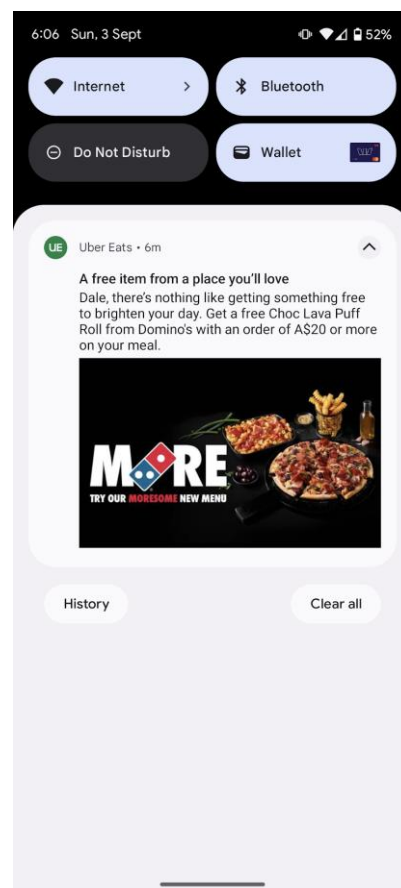 6:06 Sun, 3 Sept 52%
Internet Bluetooth
Do Not Disturb Wallet
UE Uber Eats • 6m
A free item from a place you’ll love
Dale, there’s nothing like getting something free
to brighten your day. Get a free Choc Lava Puff
Roll from Domino's with an order of A$20 or more
on your meal.
MORE
TRY OUR MORESOME NEW MENU
History Clear all